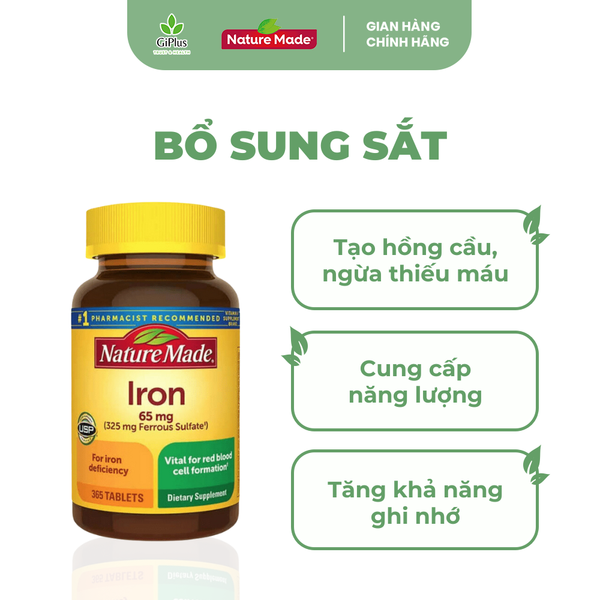 GiPlus
TRUST & HEALTH
Nature Made®
GIAN HÀNG
CHÍNH HÃNG
BỔ SUNG SẮT
#1 PHARMACIST RECOMMENDED
Nature Made®
Iron
65 mg
(325 mg Ferrous Sulfate†)
USP
For iron
deficiency
Vital for red blood
cell formation†
365 TABLETS
Dietary Supplement
Tạo hồng cầu,
ngừa thiếu máu
Cung cấp
năng lượng
Tăng khả năng
ghi nhớ